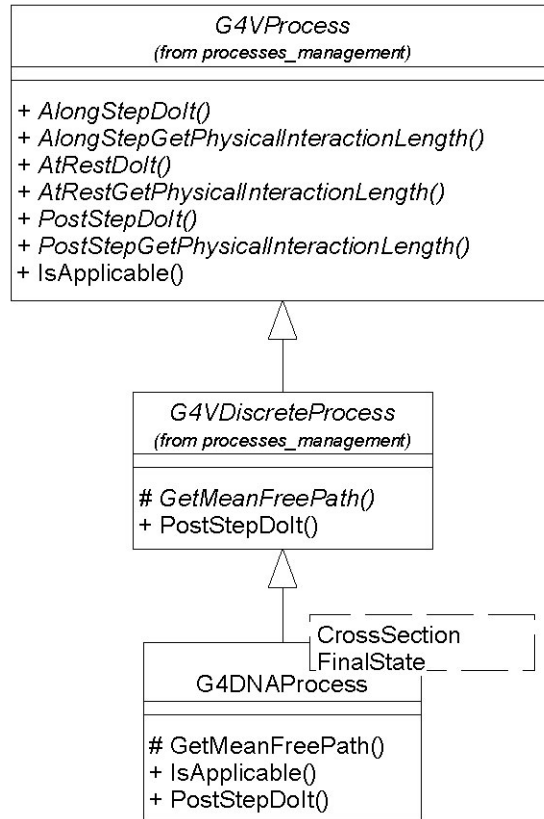 G4VProcess
(from processes_management)
+ AlongStepDoIt()
+ AlongStepGetPhysicalInteractionLength()
+ AtRestDoIt()
+ AtRestGetPhysicalInteractionLength()
+ PostStepDoIt()
+ PostStepGetPhysicalInteractionLength()
+ IsApplicable()
G4VDiscreteProcess
(from processes_management)
# GetMeanFreePath()
+ PostStepDoIt()
CrossSection
FinalState
G4DNAProcess
# GetMeanFreePath()
+ IsApplicable()
+ PostStepDoIt()